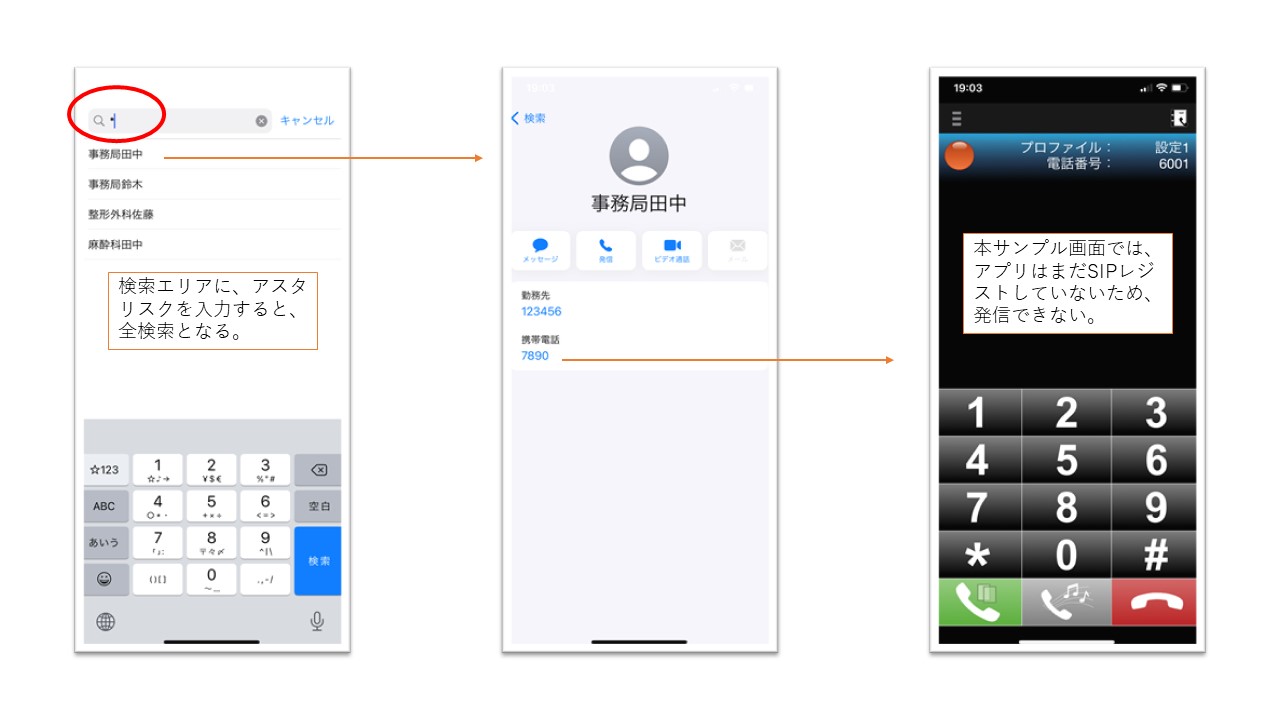 *
キャンセル
事務局田中
事務局鈴木
整形外科佐藤
麻酔科田中
検索エリアに、アスタ
リスクを入力すると、
全検索となる。
☆123
1
☆♪→
2
¥$€
3
%°#
ABC
4
○*・
5
+×÷
6
<=>
空白
あいう
7
「」:
8
〒々〆
9
^|\
検索
()[]
0
〜…
.,-/
19:03
検索
事務局田中
メッセージ
発信
ビデオ通話
メール
勤務先
123456
携帯電話
7890
19:03
プロファイル : 設定1
電話番号 : 6001
本サンプル画面では、
アプリはまだSIPレジ
ストしていないため、
発信できない。
1 2 3
4 5 6
7 8 9
* 0 #